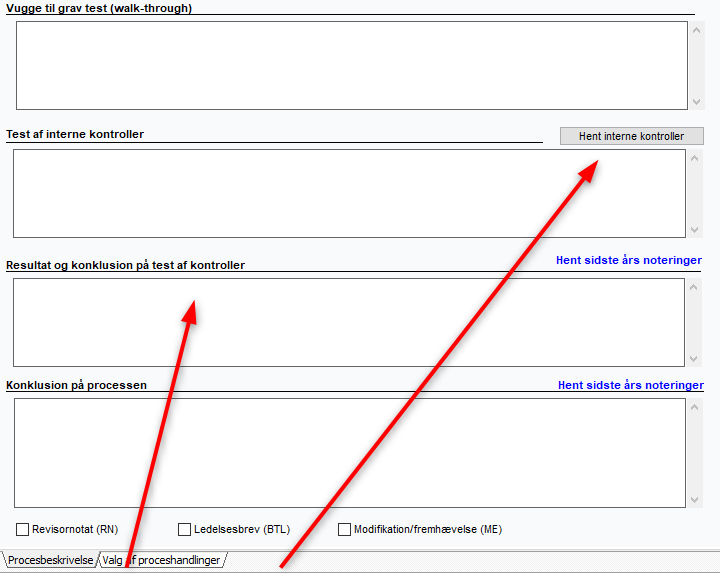 Vugge til grav test (walk-through)
Test af interne kontroller
Hent interne kontroller
Resultat og konklusion på test af kontroller
Hent sidste års noteringer
Konklusion på processen
Hent sidste års noteringer
Revisornotat (RN) Ledelsesbrev (BTL) Modifikation/fremhævelse (ME)
Procesbeskrivelse Valg af proceshandlinger